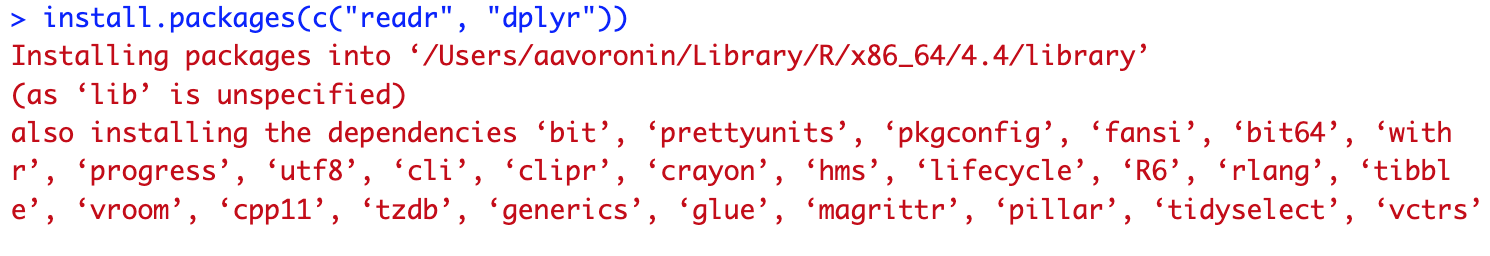 > install.packages(c("readr", "dplyr"))
Installing packages into ‘/Users/aavoronin/Library/R/x86_64/4.4/library’
(as ‘lib’ is unspecified)
also installing the dependencies ‘bit’, ‘prettyunits’, ‘pkgconfig’, ‘fansi’, ‘bit64’, ‘with
r’, ‘progress’, ‘utf8’, ‘cli’, ‘clipr’, ‘crayon’, ‘hms’, ‘lifecycle’, ‘R6’, ‘rlang’, ‘tibbl
e’, ‘vroom’, ‘cpp11’, ‘tzdb’, ‘generics’, ‘glue’, ‘magrittr’, ‘pillar’, ‘tidyselect’, ‘vctrs’